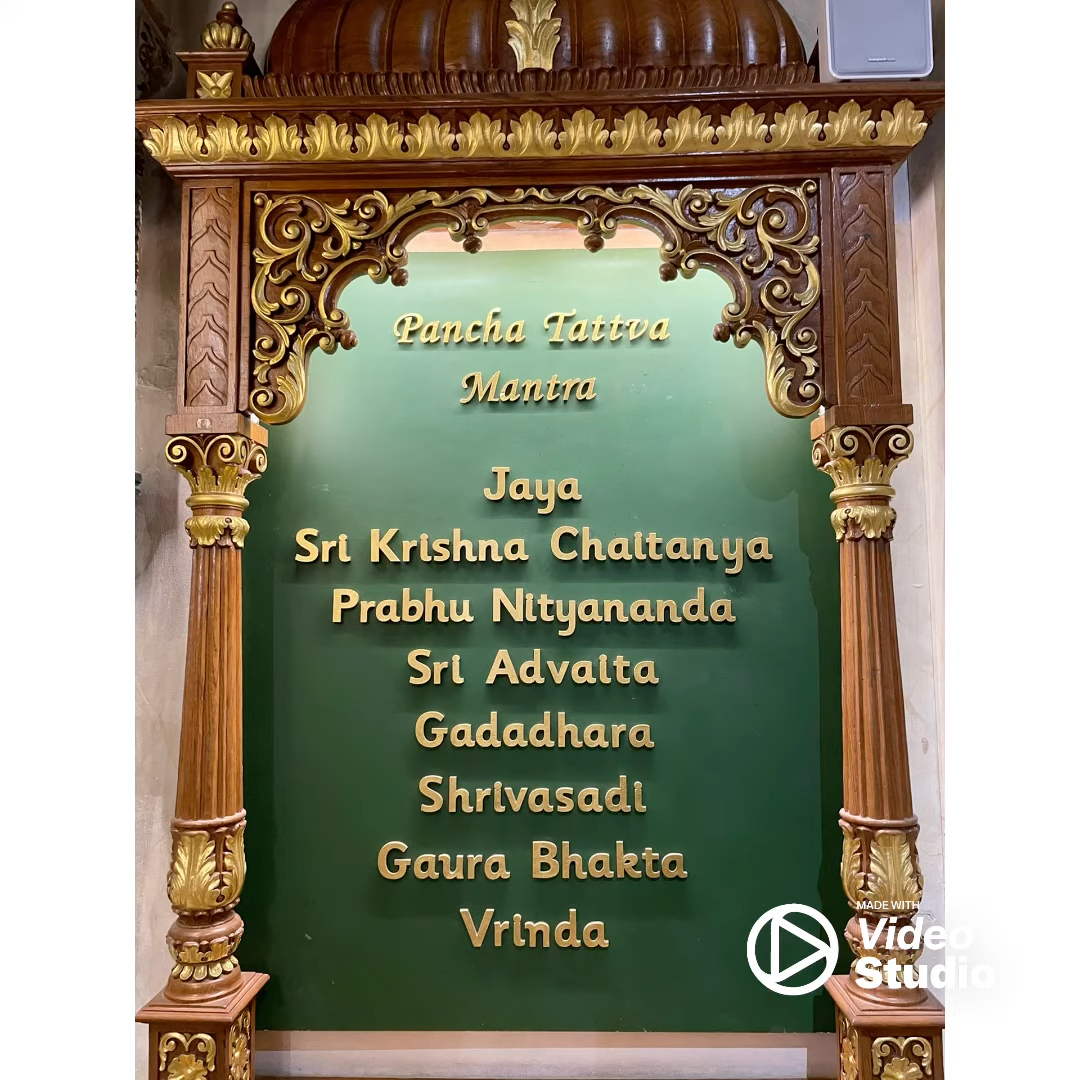 Pancha Tattva
Mantra
Jaya
Sri Krishna Chaitanya
Prabhu Nityananda
Sri Advaita
Gadadhara
Shrivasadi
Gaura Bhakta
Vrinda
MADE WITH
Video
Studio